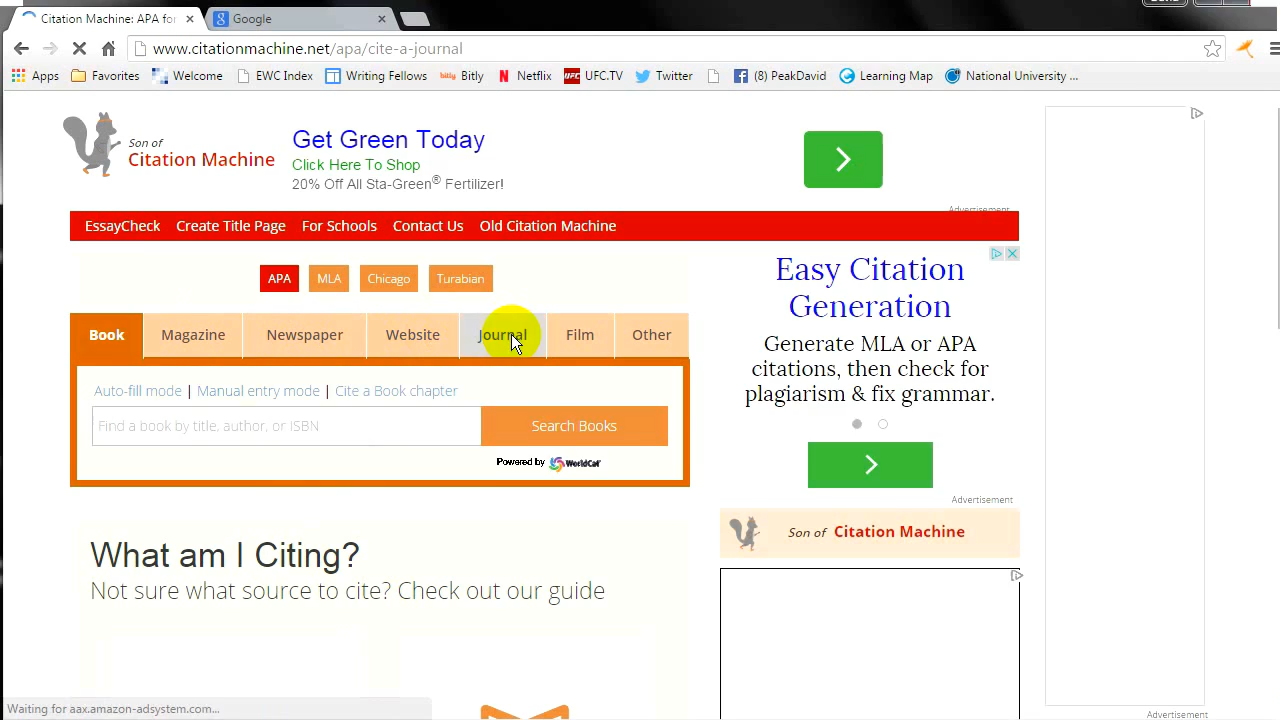 Citation Machine: APA for
Google
www.citationmachine.net/apa/cite-a-journal
Apps Favorites Welcome EWC Index Writing Fellows bitly Bitly Netflix UFC UFC.TV Twitter (8) PeakDavid Learning Map National University ...
Son of
Citation Machine
Get Green Today
Click Here To Shop
20% Off All Sta-Green® Fertilizer!
Advertisement
EssayCheck Create Title Page For Schools Contact Us Old Citation Machine
APA MLA Chicago Turabian
Book Magazine Newspaper Website Journal Film Other
Auto-fill mode | Manual entry mode | Cite a Book chapter
Find a book by title, author, or ISBN
Search Books
Powered by WorldCat
Easy Citation
Generation
Generate MLA or APA
citations, then check for
plagiarism & fix grammar.
Advertisement
Son of Citation Machine
What am I Citing?
Not sure what source to cite? Check out our guide
Waiting for aax.amazon-adsystem.com...
Advertisement